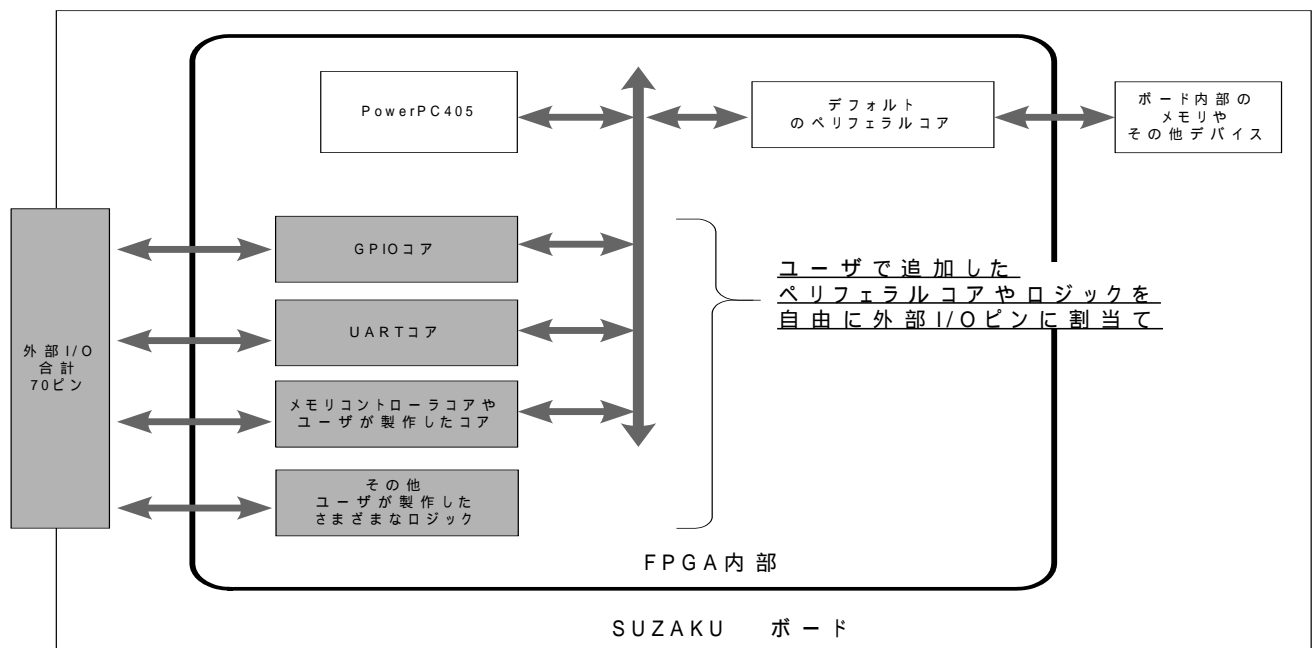 PowerPC405
デフォルト
のペリフェラルコア
ボード内部の
メモリや
その他デバイス
外部I/O
合計
70ピン
GPIOコア
UARTコア
メモリコントローラコアや
ユーザが製作したコア
その他
ユーザが製作した
さまざまなロジック
ユーザで追加した
ペリフェラルコアやロジックを
自由に外部I/Oピンに割当て
FPGA内部
SUZAKU ボード